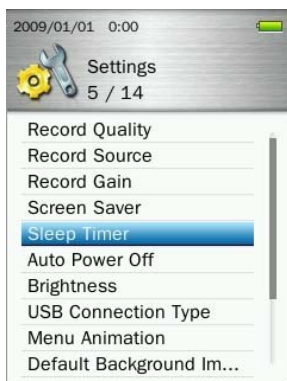 2009/01/01 0:00
Settings
5 / 14
Record Quality
Record Source
Record Gain
Screen Saver
Sleep Timer
Auto Power Off
Brightness
USB Connection Type
Menu Animation
Default Background Im...